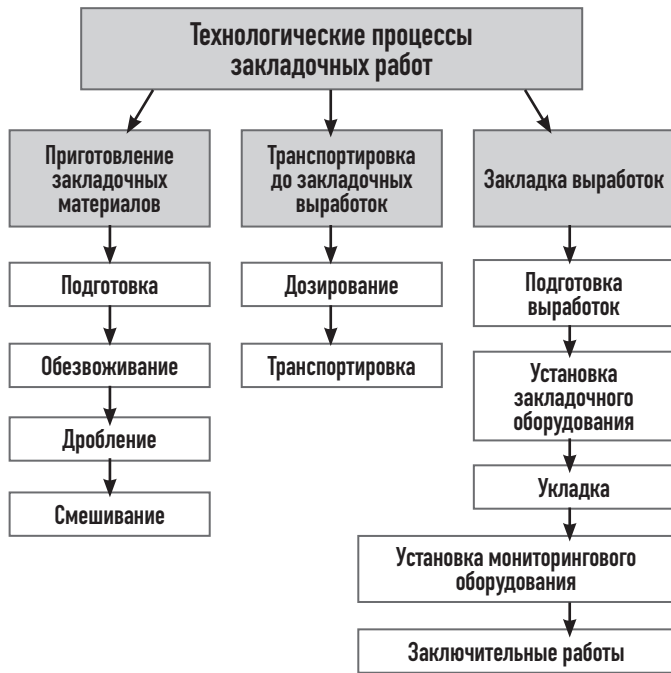 Технологические процессы
закладочных работ
Приготовление
закладочных
материалов
Подготовка
Обезвоживание
Дробление
Смешивание
Транспортировка
до закладочных
выработок
Дозирование
Транспортировка
Закладка выработок
Подготовка
выработок
Установка
закладочного
оборудования
Укладка
Установка мониторингового
оборудования
Заключительные работы